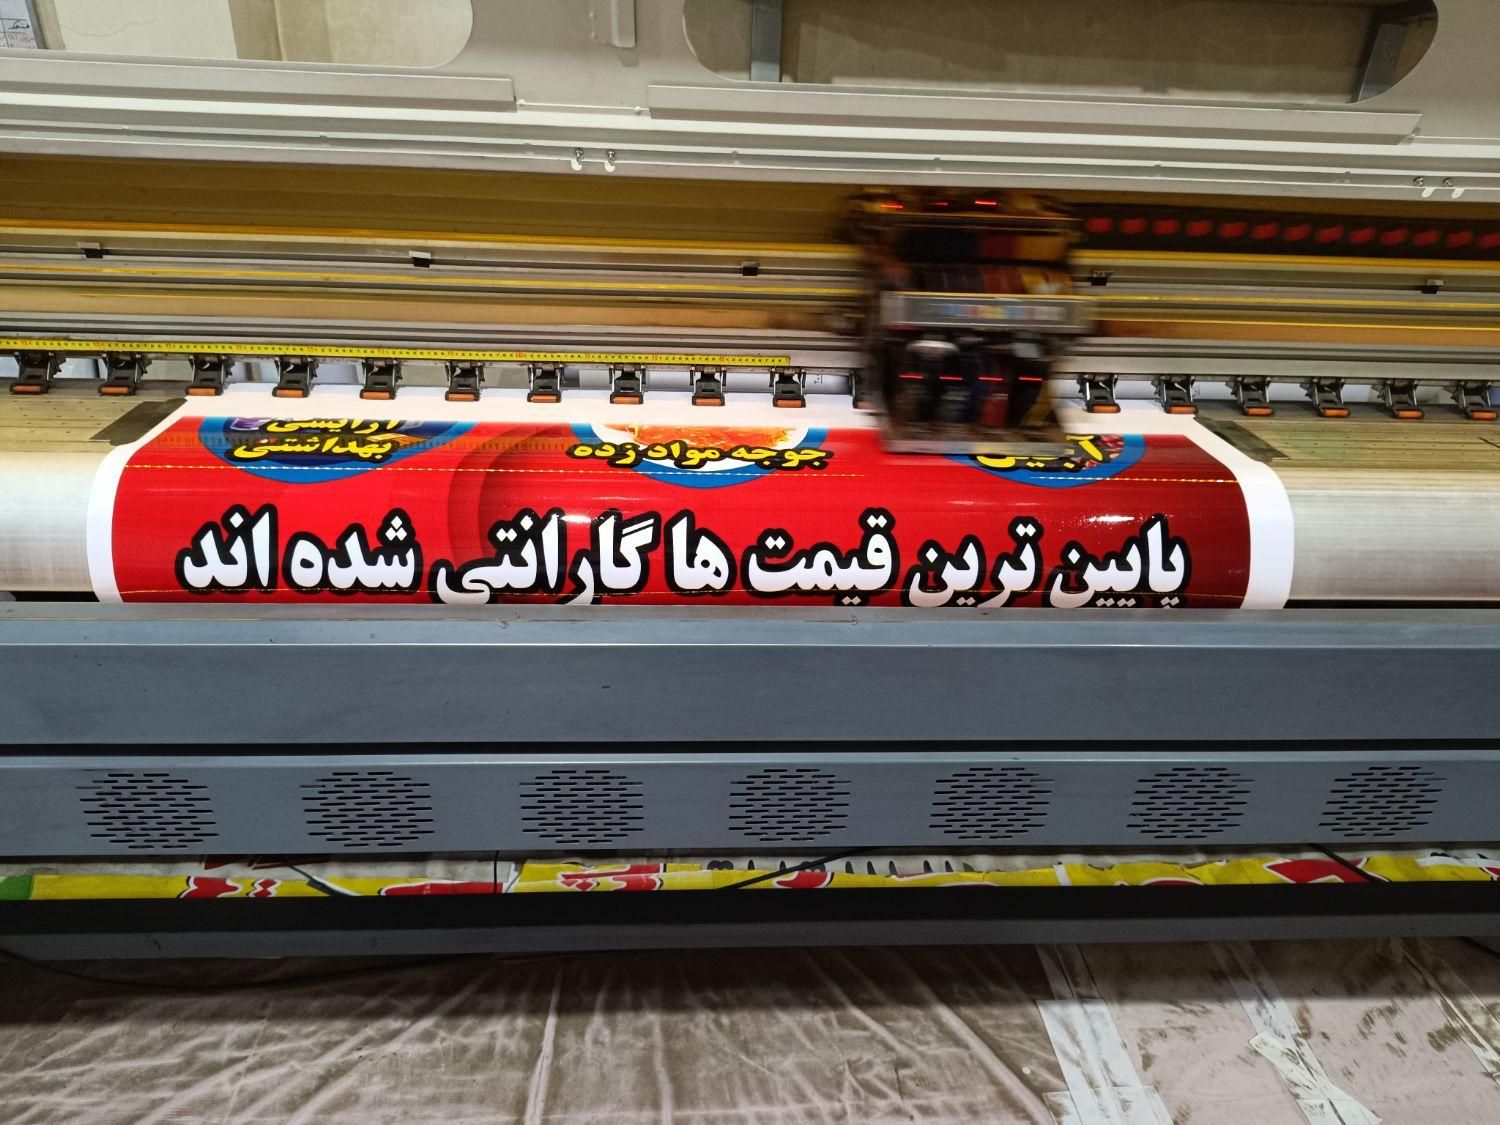 آرایشی
بهداشتی
جوجه مواد زده
پایین ترین قیمت ها گارانتی شده اند